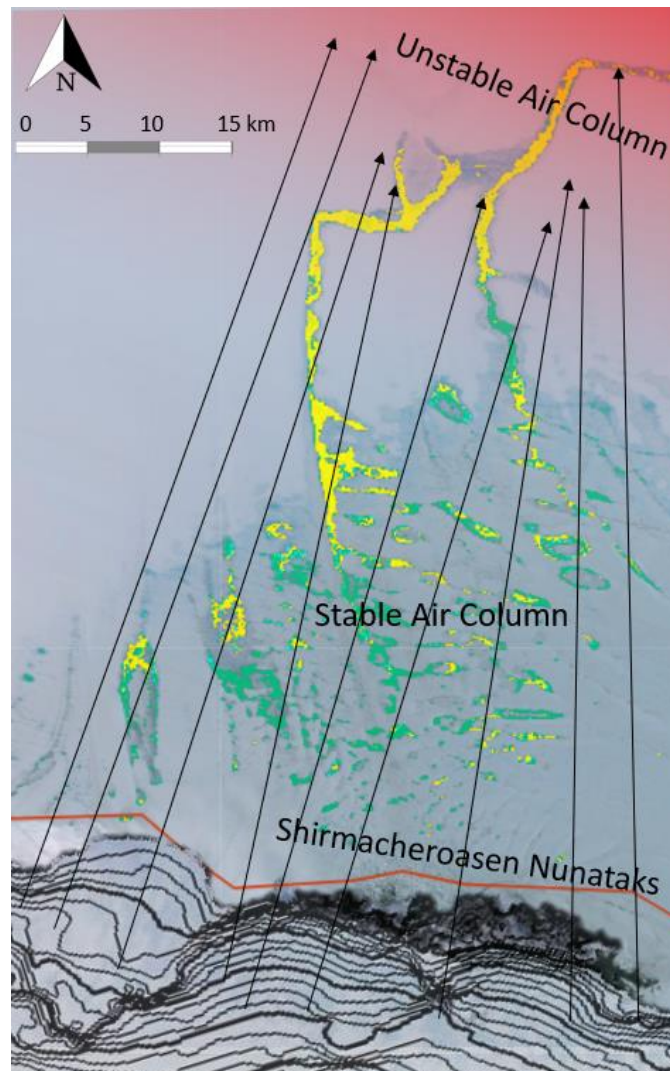 Unstable Air Column
N
0 5 10 15 km
Stable Air Column
Shirmacheroasen Nunataks